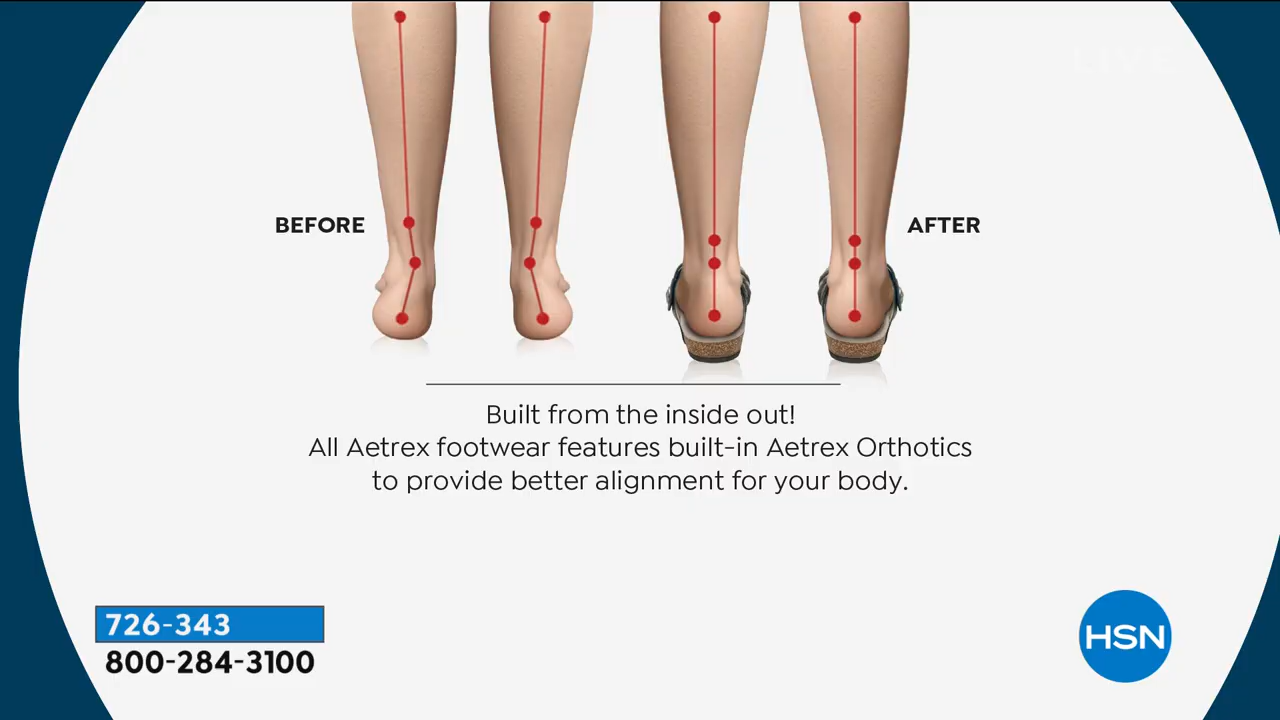 LIVE
BEFORE
AFTER
Built from the inside out!
All Aetrex footwear features built-in Aetrex Orthotics
to provide better alignment for your body.
726-343
800-284-3100
HSN